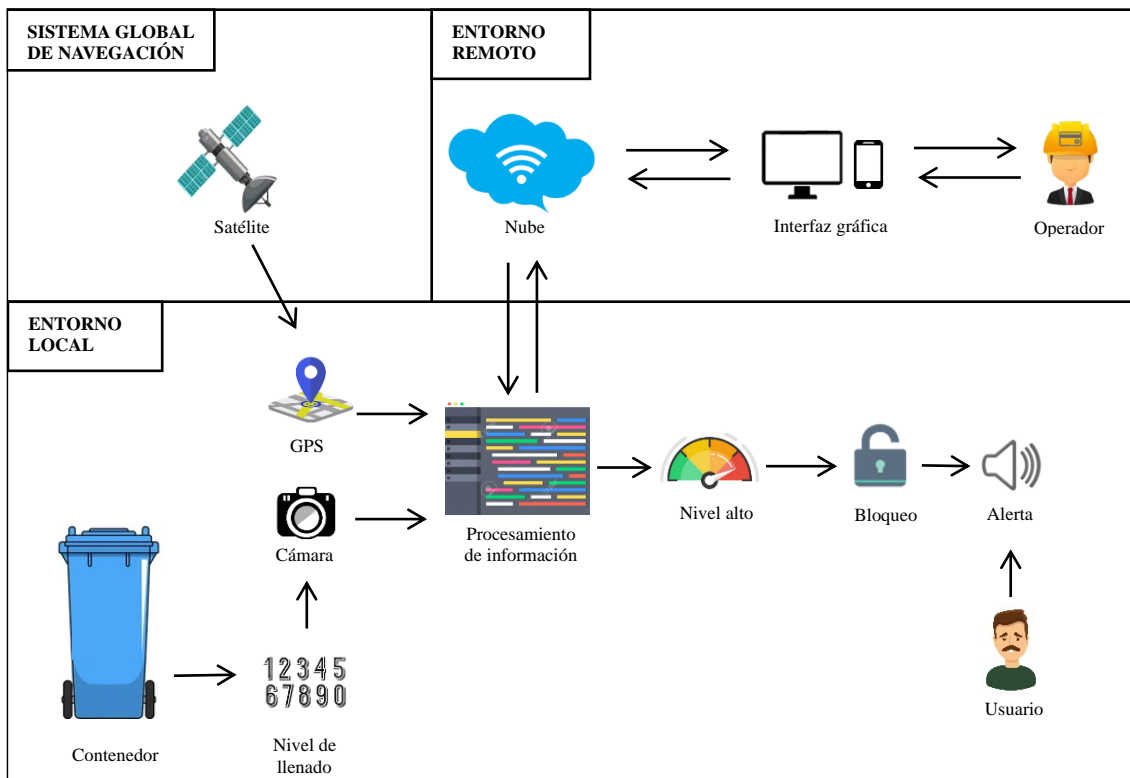 SISTEMA GLOBAL
DE NAVEGACIÓN
ENTORNO
REMOTO
Satélite
Nube
Interfaz gráfica
Operador
ENTORNO
LOCAL
GPS
Cámara
Procesamiento
de información
Nivel alto
Bloqueo
Alerta
12345
67890
Contenedor
Nivel de
llenado
Usuario